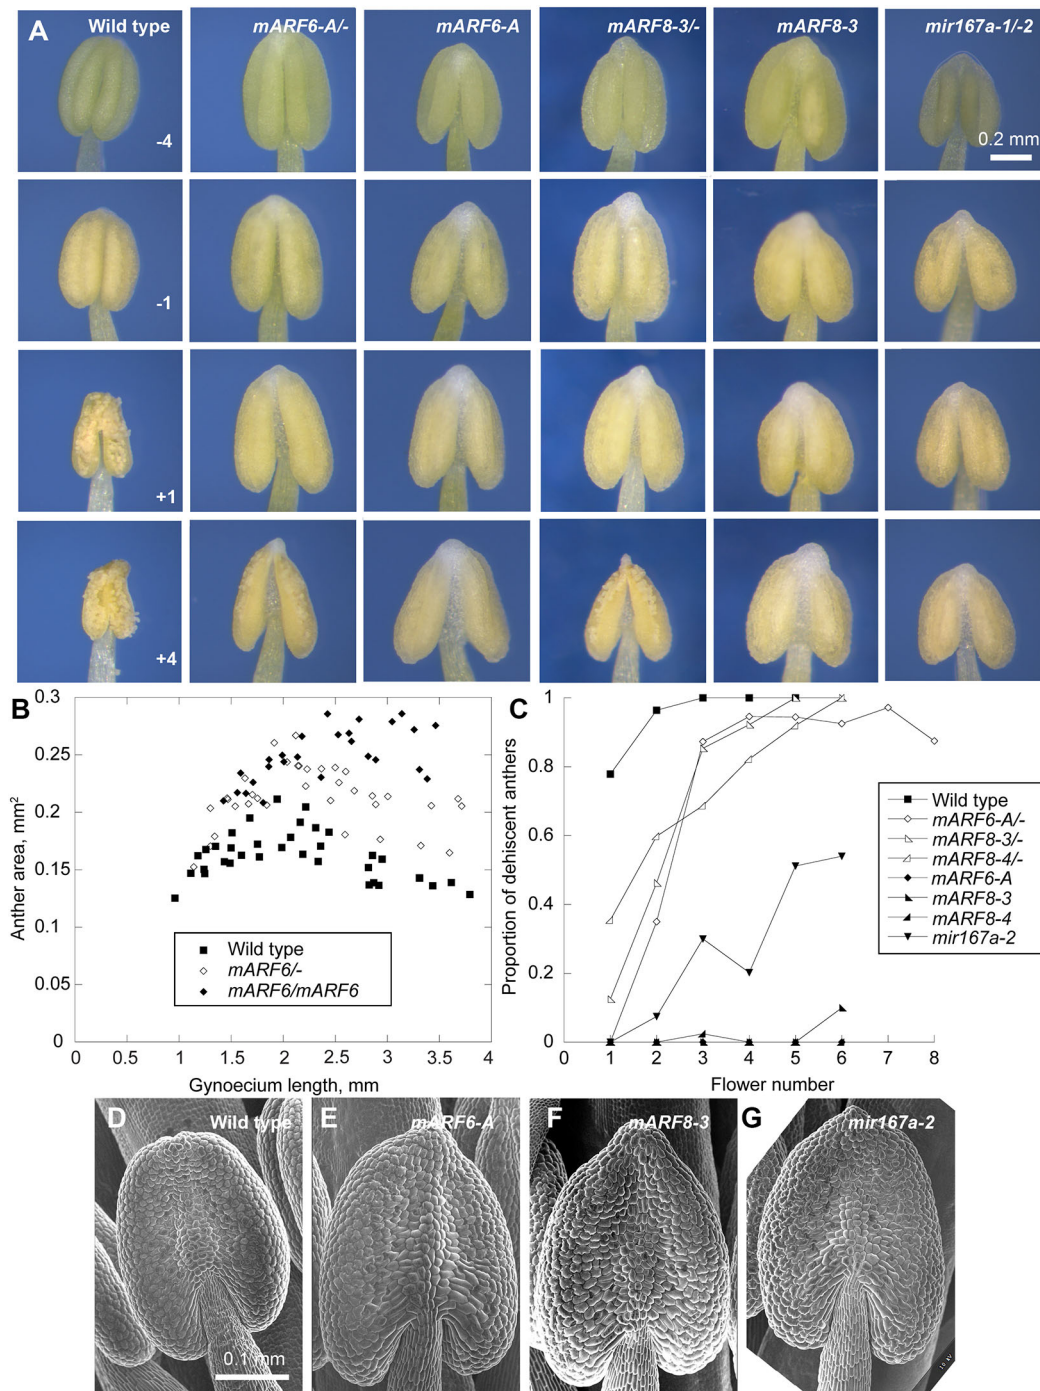 A Wild type mARF6-A/- mARF6-A mARF8-3/- mARF8-3 mir167a-1/-2
-4
0.2 mm
-1
+1
+4
B
0.3
0.25
0.2
0.15
0.1
0.05
0
Anther area, mm²
Wild type
mARF6/-
mARF6/mARF6
0 0.5 1 1.5 2 2.5 3 3.5 4
Gynoecium length, mm
C
1
0.8
0.6
0.4
0.2
0
Proportion of dehiscent anthers
0 1 2 3 4 5 6 7 8
Flower number
Wild type
mARF6-A/-
mARF8-3/-
mARF8-4/-
mARF6-A
mARF8-3
mARF8-4
mir167a-2
D Wild type
0.1 mm
E mARF6-A
F mARF8-3
G mir167a-2